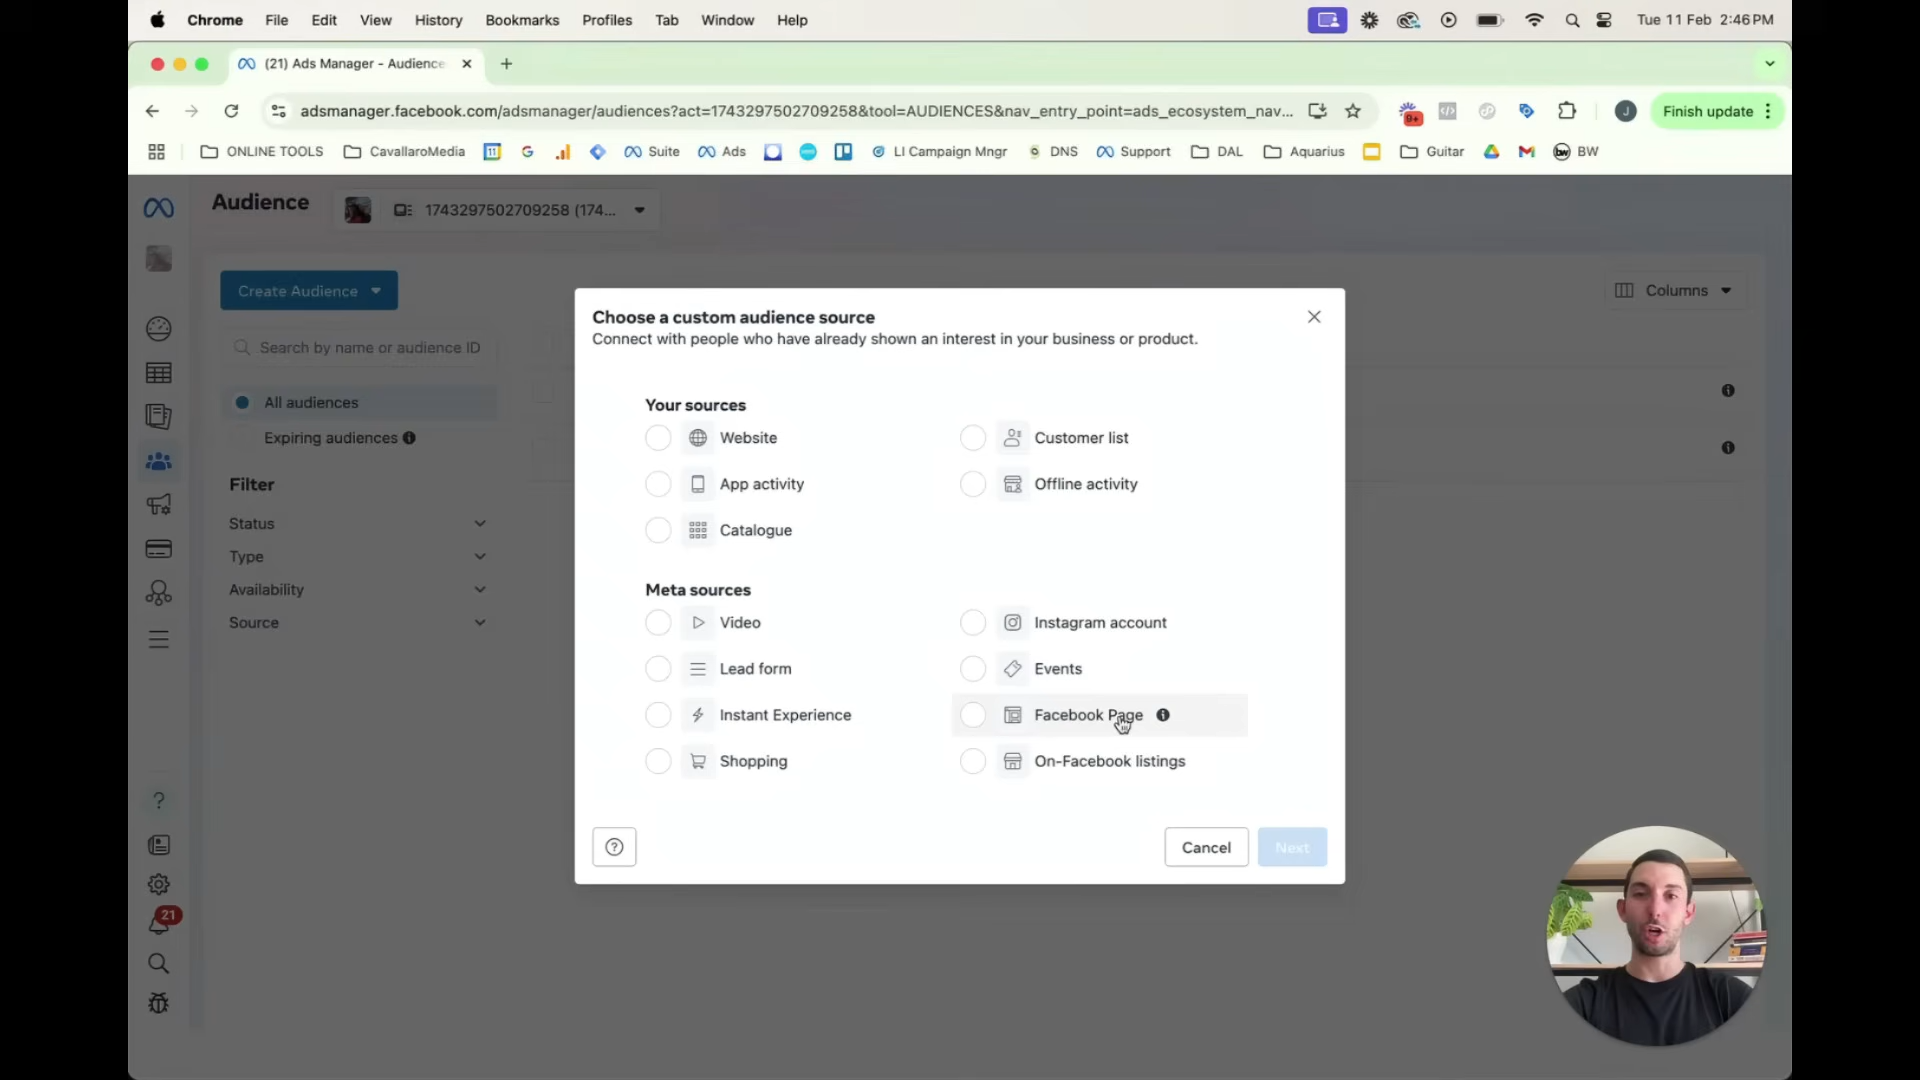 Chrome File Edit View History Bookmarks Profiles Tab Window Help Tue 11 Feb 2:46 PM
(21) Ads Manager - Audience
adsmanager.facebook.com/adsmanager/audiences?act=1743297502709258&tool=AUDIENCES&nav_entry_point=ads_ecosystem_nav... 9+ J Finish update
ONLINE TOOLS CavallaroMedia 11 Suite Ads LI Campaign Mngr DNS Support DAL Aquarius Guitar bw BW
Audience 1743297502709258 (174...
Create Audience Columns
Search by name or audience ID
All audiences
Expiring audiences
Filter
Status
Type
Availability
Source
21
Choose a custom audience source
Connect with people who have already shown an interest in your business or product.
Your sources
Website Customer list
App activity Offline activity
Catalogue
Meta sources
Video Instagram account
Lead form Events
Instant Experience Facebook Page
Shopping On-Facebook listings
Cancel Next